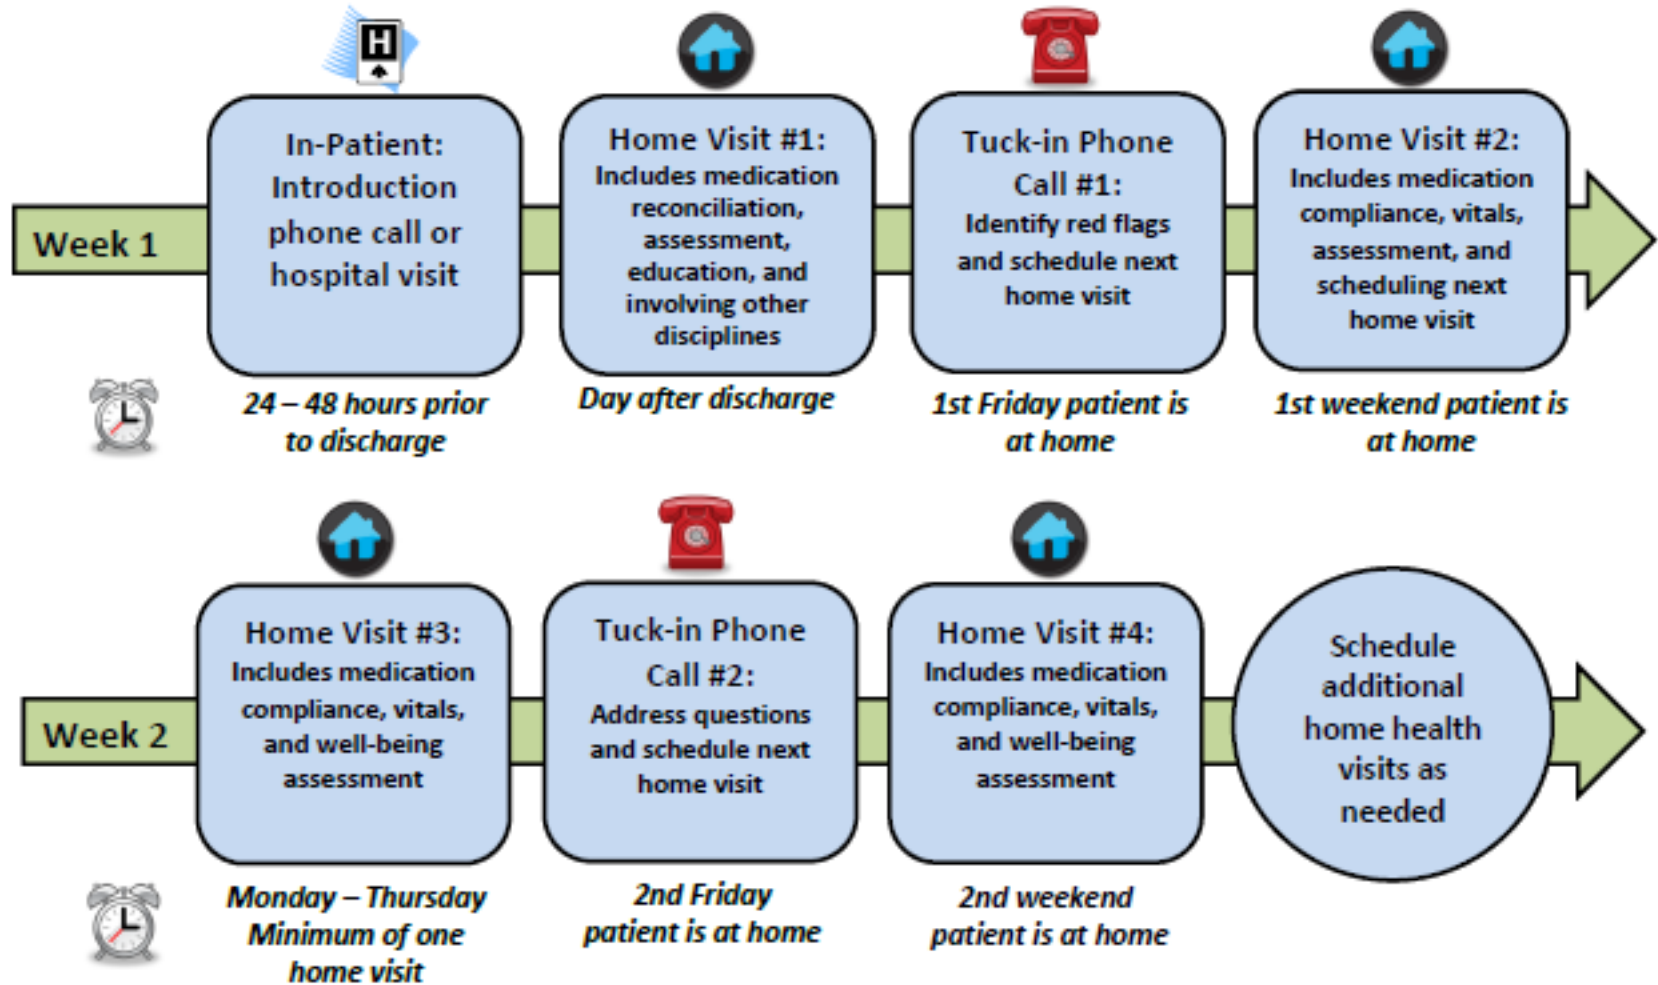 H
In-Patient:
Introduction
phone call or
hospital visit
Home Visit #1:
Includes medication
reconciliation,
assessment,
education, and
involving other
disciplines
Tuck-in Phone
Call #1:
Identify red flags
and schedule next
home visit
Home Visit #2:
Includes medication
compliance, vitals,
assessment, and
scheduling next
home visit
Week 1
24 – 48 hours prior
to discharge
Day after discharge
1st Friday patient is
at home
1st weekend patient is
at home
Home Visit #3:
Includes medication
compliance, vitals,
and well-being
assessment
Tuck-in Phone
Call #2:
Address questions
and schedule next
home visit
Home Visit #4:
Includes medication
compliance, vitals,
and well-being
assessment
Schedule
additional
home health
visits as
needed
Week 2
Monday – Thursday
Minimum of one
home visit
2nd Friday
patient is at home
2nd weekend
patient is at home